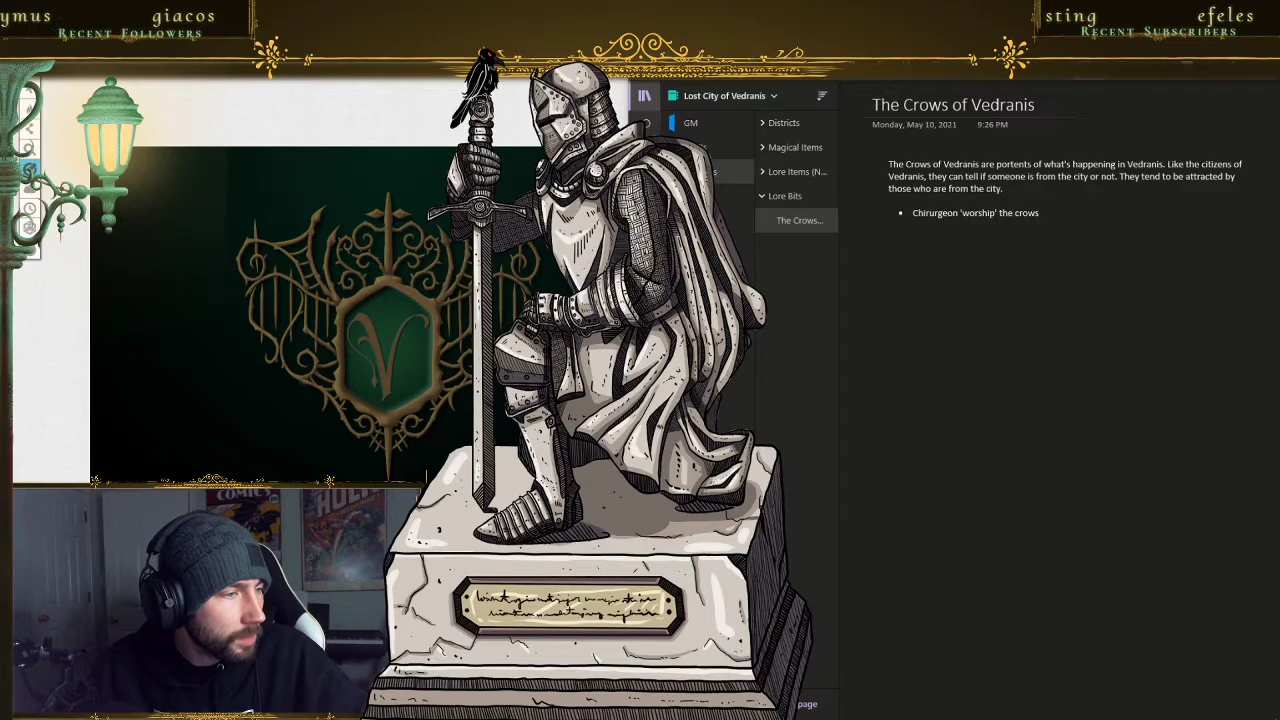 ymus giacos
Recent Followers
sting efeles
Recent Subscribers
Lost City of Vedranis
GM
Districts
Magical Items
Lore Items (N...
Lore Bits
The Crows...
page
The Crows of Vedranis
Monday, May 10, 2021 9:26 PM
The Crows of Vedranis are portents of what's happening in Vedranis. Like the citizens of
Vedranis, they can tell if someone is from the city or not. They tend to be attracted by
those who are from the city.
• Chirurgeon 'worship' the crows
V
COMICS
HULK